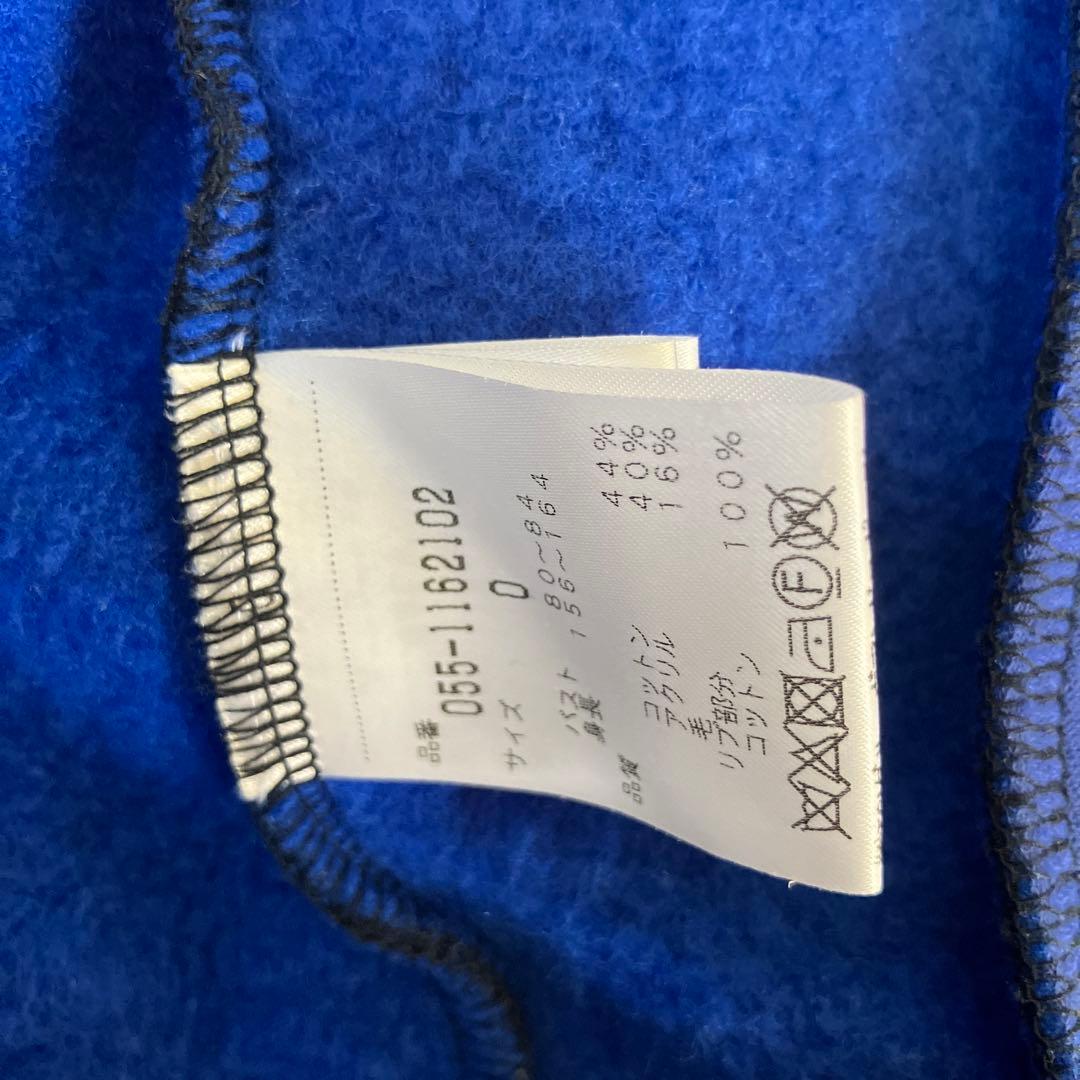 品番
055-1162102
サイズ 0
バスト 80～84
身長 156～164
品質
コットン 44%
アクリル 40%
毛 16%
リブ部分
コットン 100%
F
W